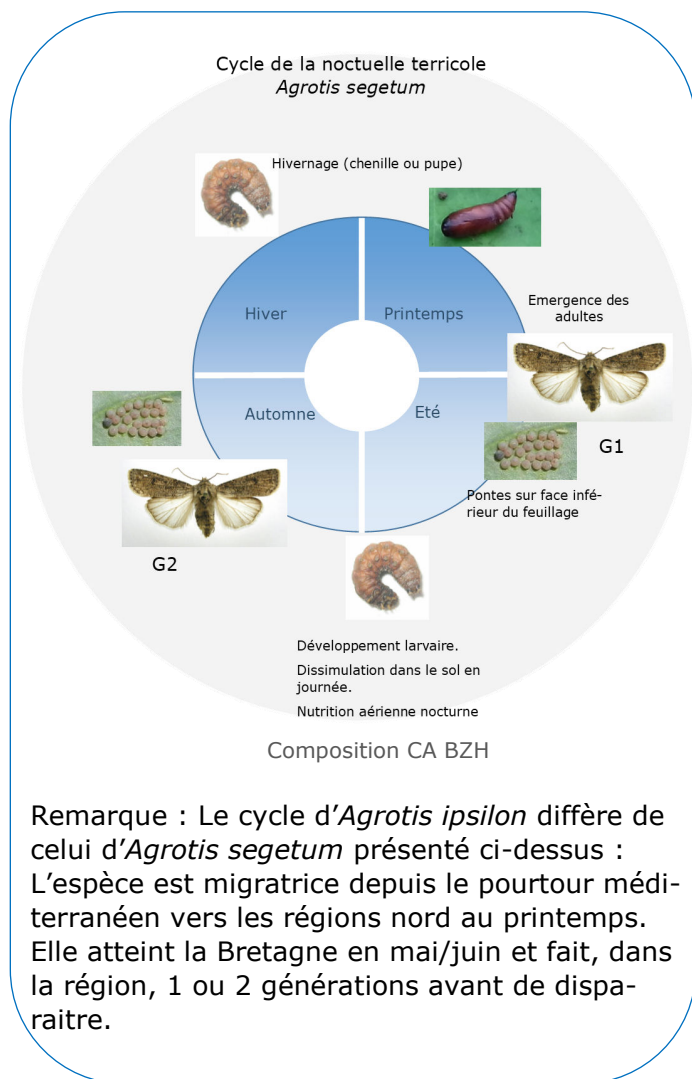 Cycle de la noctuelle terricole
Agrotis segetum
Hivernage (chenille ou pupe)
Hiver
Printemps
Emergence des
adultes
Automne
Eté
G1
Pontes sur face infé-
rieur du feuillage
G2
Développement larvaire.
Dissimulation dans le sol en
journée.
Nutrition aérienne nocturne
Composition CA BZH
Remarque : Le cycle d’Agrotis ipsilon diffère de
celui d’Agrotis segetum présenté ci-dessus :
L’espèce est migratrice depuis le pourtour médi-
terranéen vers les régions nord au printemps.
Elle atteint la Bretagne en mai/juin et fait, dans
la région, 1 ou 2 générations avant de dispa-
raitre.